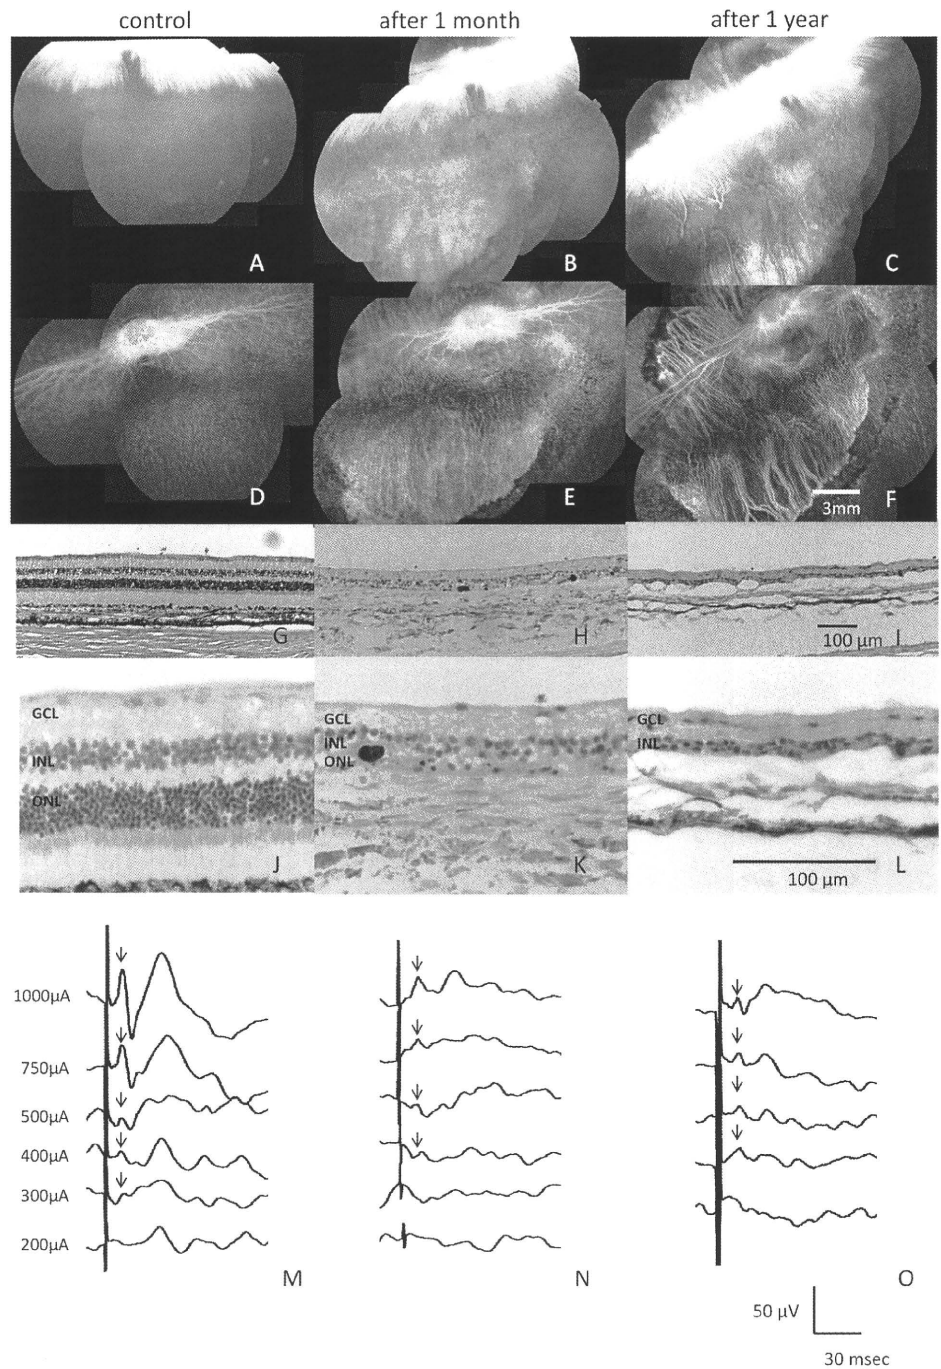 control after 1 month after 1 year
A B C
D E F
3mm
G H I
100 µm
GCL GCL GCL
INL INL INL
ONL ONL
J K L
100 µm
1000µA
750µA
500µA
400µA
300µA
200µA
M N O
50 µV
30 msec